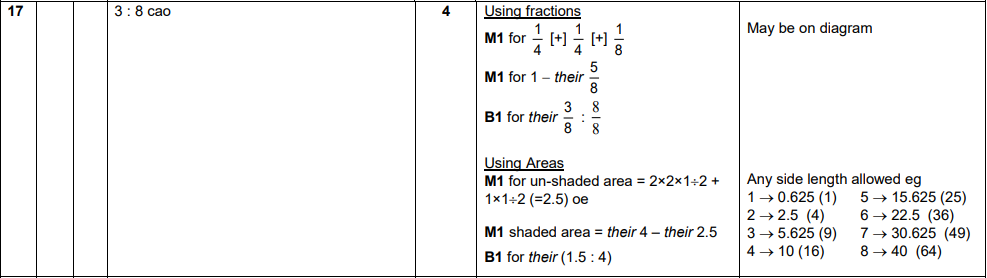 17 3 : 8 cao 4 Using fractions
M1 for 1/4 [+] 1/4 [+] 1/8
May be on diagram
M1 for 1 – their 5/8
B1 for their 3/8 : 8/8
Using Areas
M1 for un-shaded area = 2×2×1÷2 +
1×1÷2 (=2.5) oe
M1 shaded area = their 4 – their 2.5
B1 for their (1.5 : 4)
Any side length allowed eg
1 → 0.625 (1) 5 → 15.625 (25)
2 → 2.5 (4) 6 → 22.5 (36)
3 → 5.625 (9) 7 → 30.625 (49)
4 → 10 (16) 8 → 40 (64)